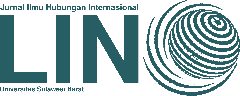 Jurnal Ilmu Hubungan Internasional
LINO
Universitas Sulawesi Barat